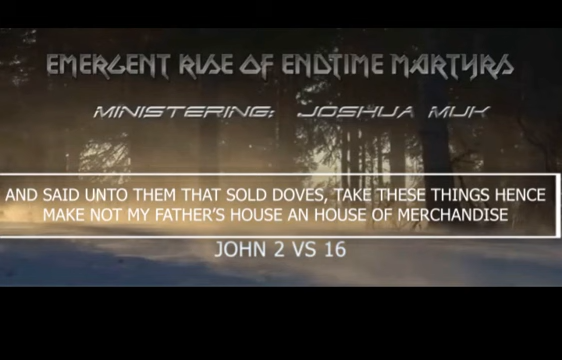 EMERGENT RISE OF ENDTIME MARTYRS
MINISTERING: JOSHUA MIJK
AND SAID UNTO THEM THAT SOLD DOVES, TAKE THESE THINGS HENCE
MAKE NOT MY FATHER'S HOUSE AN HOUSE OF MERCHANDISE
JOHN 2 VS 16